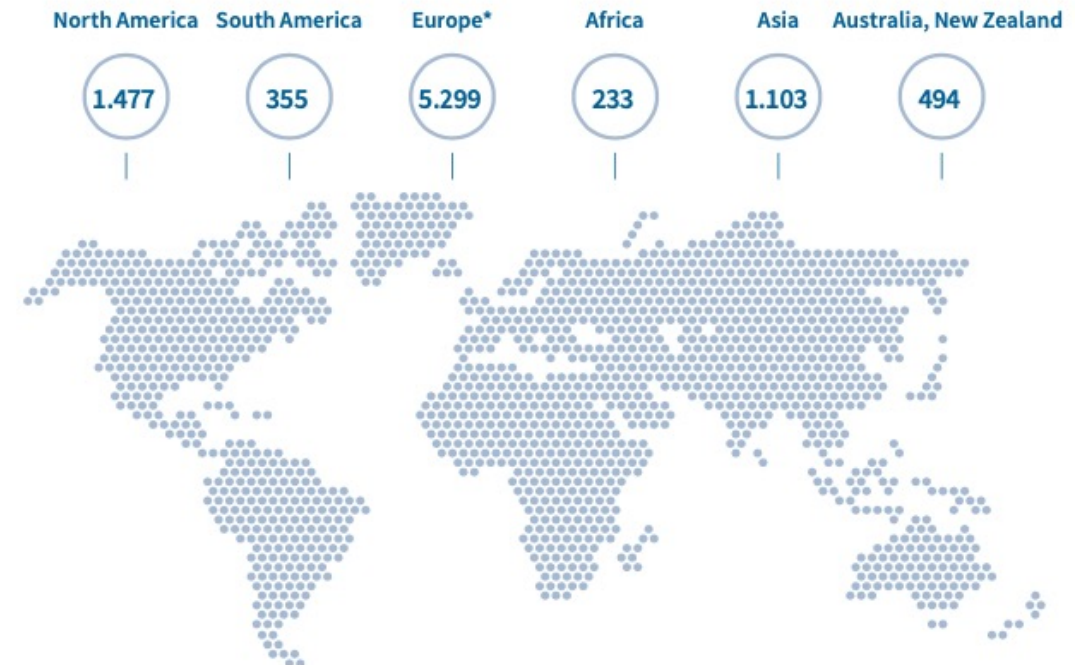 North America South America Europe* Africa Asia Australia, New Zealand
1.477 355 5.299 233 1.103 494